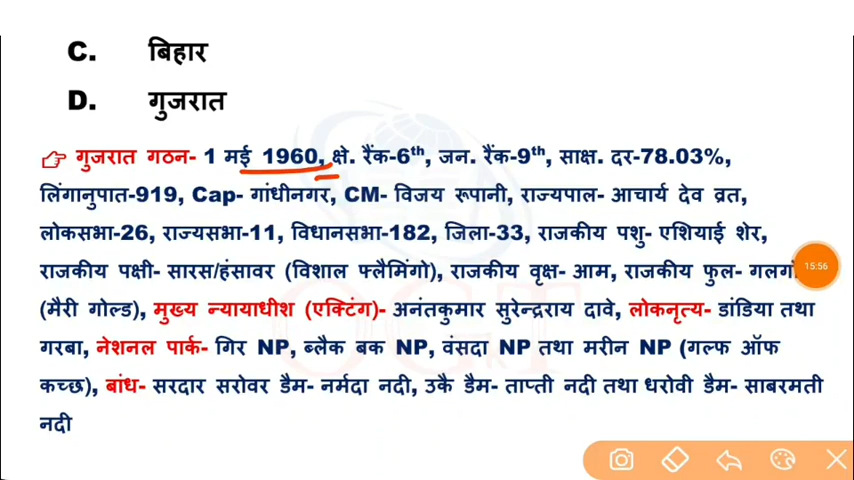 C. बिहार
D. गुजरात
गुजरात गठन- 1 मई 1960, क्षे. रैंक-6th, जन. रैंक-9th, साक्ष. दर-78.03%,
लिंगानुपात-919, Cap- गांधीनगर, CM- विजय रूपानी, राज्यपाल- आचार्य देव व्रत,
लोकसभा-26, राज्यसभा-11, विधानसभा-182, जिला-33, राजकीय पशु- एशियाई शेर,
राजकीय पक्षी- सारस/हंसावर (विशाल फ्लैमिंगो), राजकीय वृक्ष- आम, राजकीय फुल-
15:56
(मैरी गोल्ड), मुख्य न्यायाधीश (एक्टिंग)- अनंतकुमार सुरेन्द्रराय दावे, लोकनृत्य- डांडिया तथा
गरबा, नेशनल पार्क- गिर NP, ब्लैक बक NP, वंसदा NP तथा मरीन NP (गल्फ ऑफ
कच्छ), बांध- सरदार सरोवर डैम- नर्मदा नदी, उकै डैम- ताप्ती नदी तथा धरोवी डैम- साबरमती
नदी